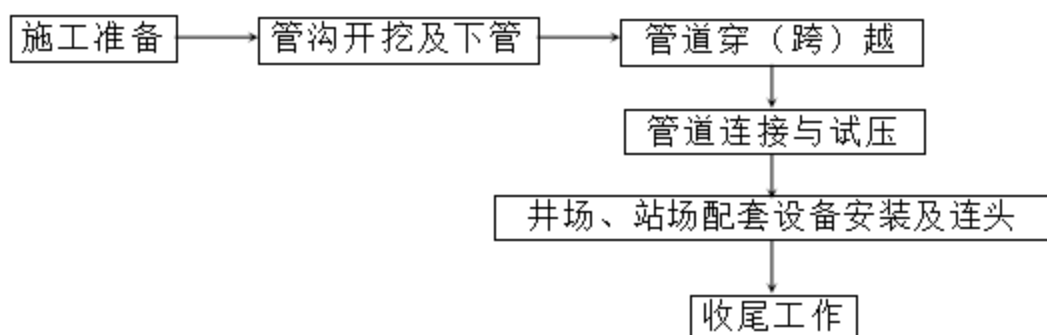 施工准备
管沟开挖及下管
管道穿（跨）越
管道连接与试压
井场、站场配套设备安装及连头
收尾工作